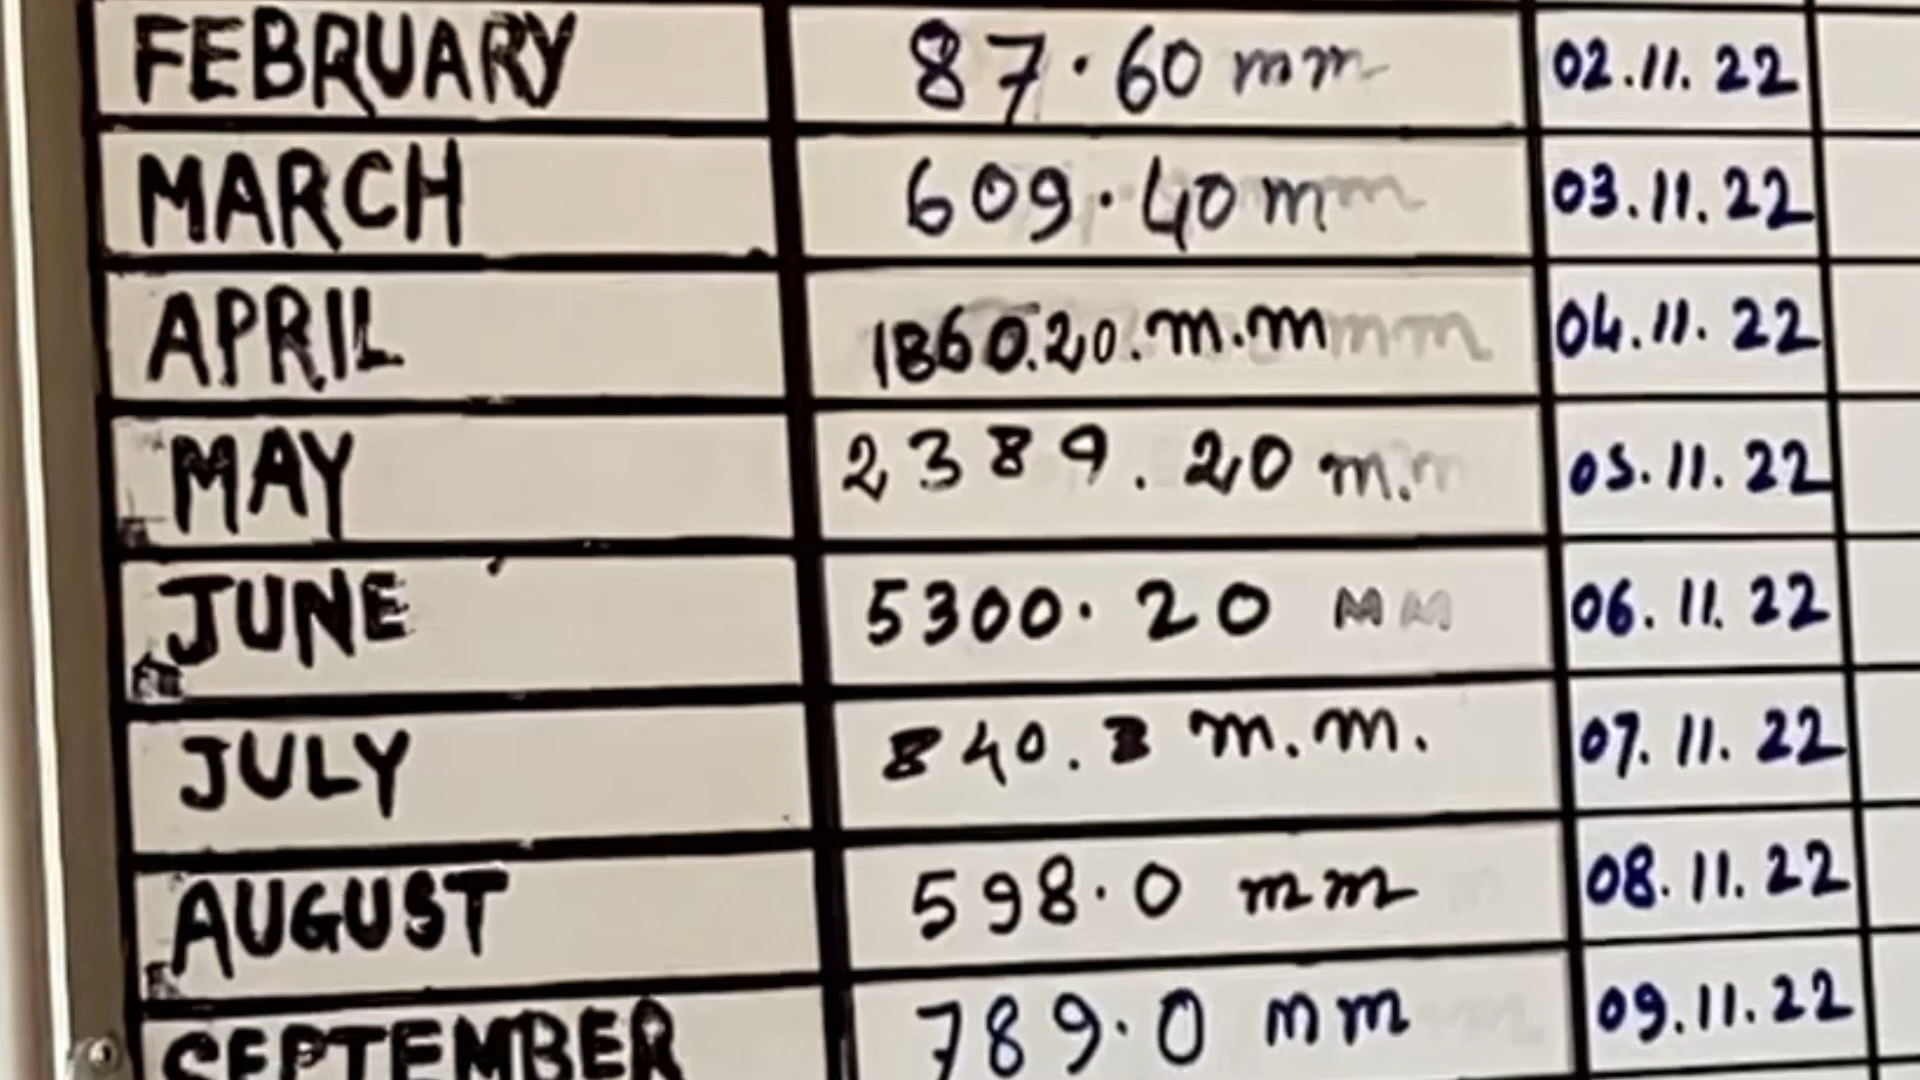 FEBRUARY 87.60 mm 02.11.22
MARCH 609.40 mm 03.11.22
APRIL 1860.20.m.m 04.11.22
MAY 2389.20 m.m 05.11.22
JUNE 5300.20 MM 06.11.22
JULY 840.3 m.m. 07.11.22
AUGUST 598.0 mm 08.11.22
SEPTEMBER 789.0 mm 09.11.22